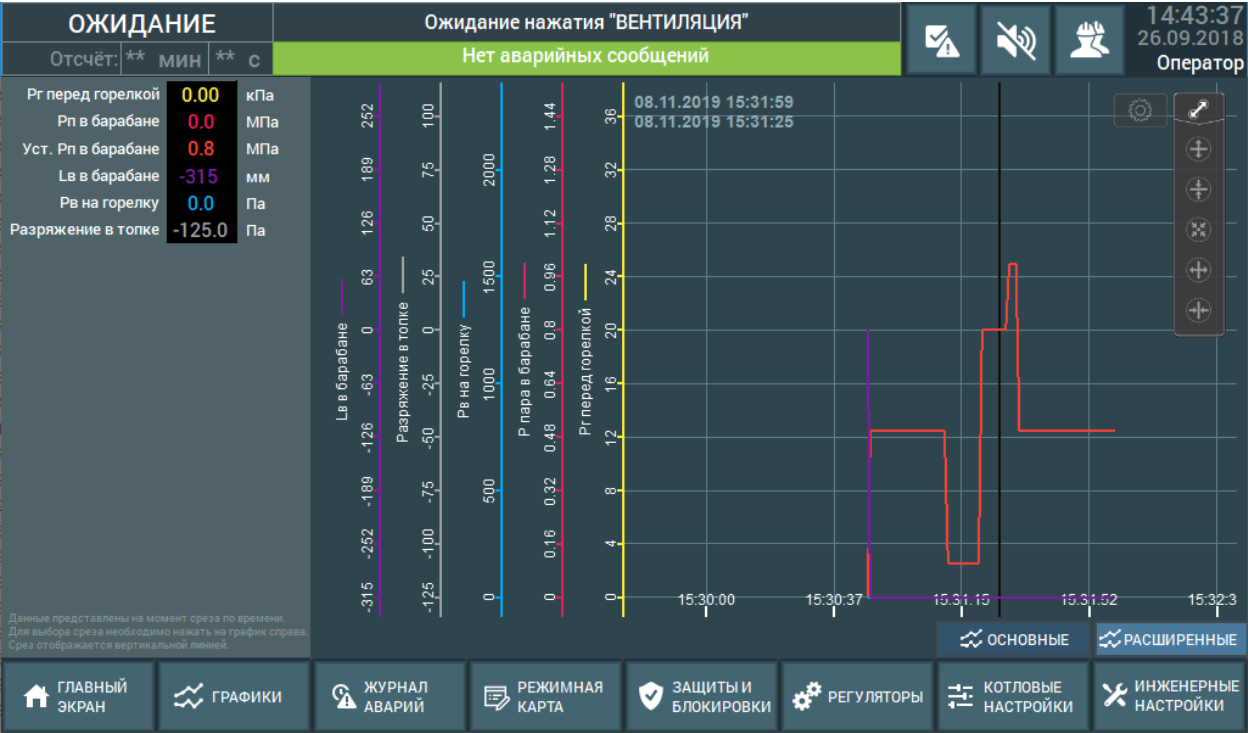 ОЖИДАНИЕ
Отсчёт: ** мин ** с
Ожидание нажатия "ВЕНТИЛЯЦИЯ"
Нет аварийных сообщений
14:43:37
26.09.2018
Оператор
Рг перед горелкой 0.00 кПа
Рп в барабане 0.0 МПа
Уст. Рп в барабане 0.8 МПа
Lв в барабане -315 мм
Рв на горелку 0.0 Па
Разряжение в топке -125.0 Па
Данные представлены на момент среза по времени.
Для выбора среза необходимо нажать на график справа.
Срез отображается вертикальной линией.
Lв в барабане
252
189
126
63
0
-63
-126
-189
-252
-315
Разряжение в топке
100
75
50
25
0
-25
-50
-75
-100
-125
Рв на горелку
2000
1500
1000
500
0
Р пара в барабане
1.44
1.28
1.12
0.96
0.8
0.64
0.48
0.32
0.16
0
Рг перед горелкой
36
32
28
24
20
16
12
8
4
0
08.11.2019 15:31:59
08.11.2019 15:31:25
15:30:00
15:30:37
15:31:15
15:31:52
15:32:3
ОСНОВНЫЕ
РАСШИРЕННЫЕ
ГЛАВНЫЙ
ЭКРАН
ГРАФИКИ
ЖУРНАЛ
АВАРИЙ
РЕЖИМНАЯ
КАРТА
ЗАЩИТЫ И
БЛОКИРОВКИ
РЕГУЛЯТОРЫ
КОТЛОВЫЕ
НАСТРОЙКИ
ИНЖЕНЕРНЫЕ
НАСТРОЙКИ